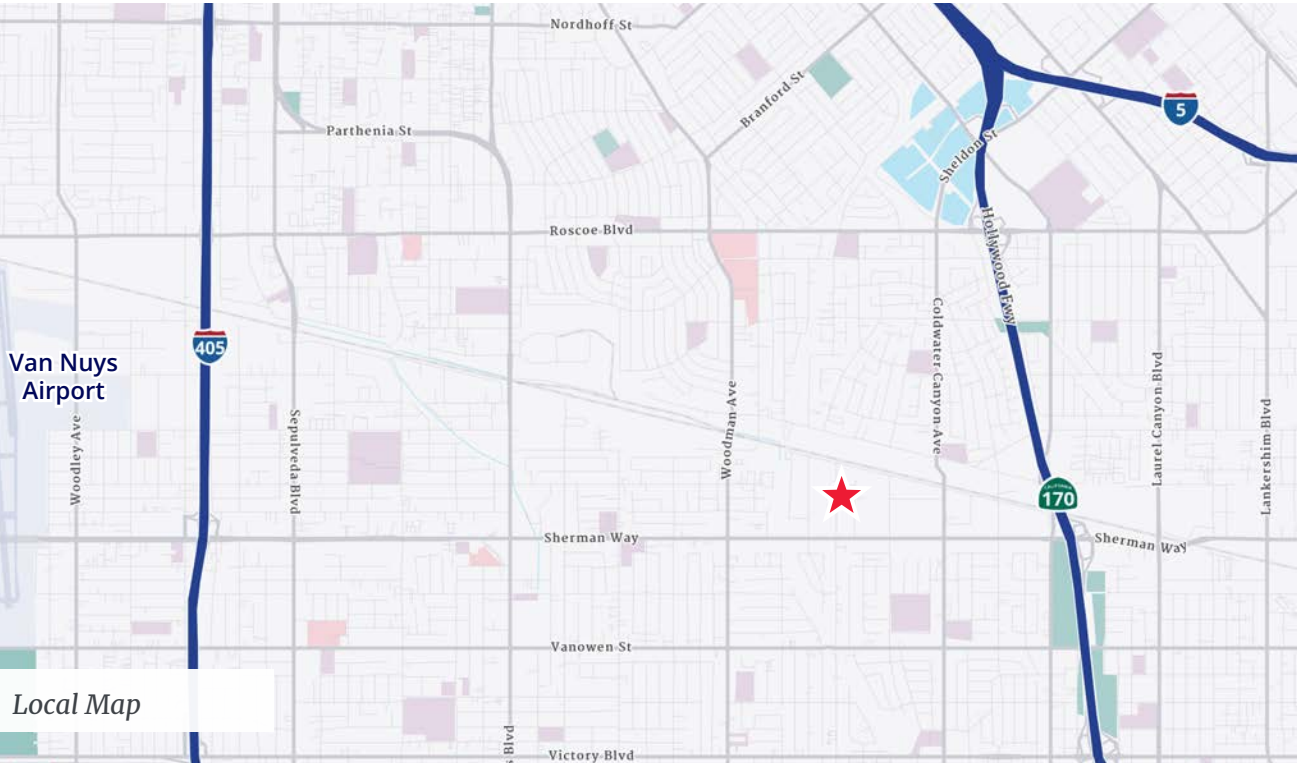 Nordhoff St
Branford St
5
Parthenia St
Sheldon St
Roscoe Blvd
Hollywood Fwy
Coldwater Canyon Ave
405
Van Nuys
Airport
Laurel Canyon Blvd
Woodman Ave
Lankershim Blvd
Sepulveda Blvd
Woodley Ave
CALIFORNIA
170
Sherman Way
Sherman Way
Vanowen St
Local Map
Blvd
Victory Blvd